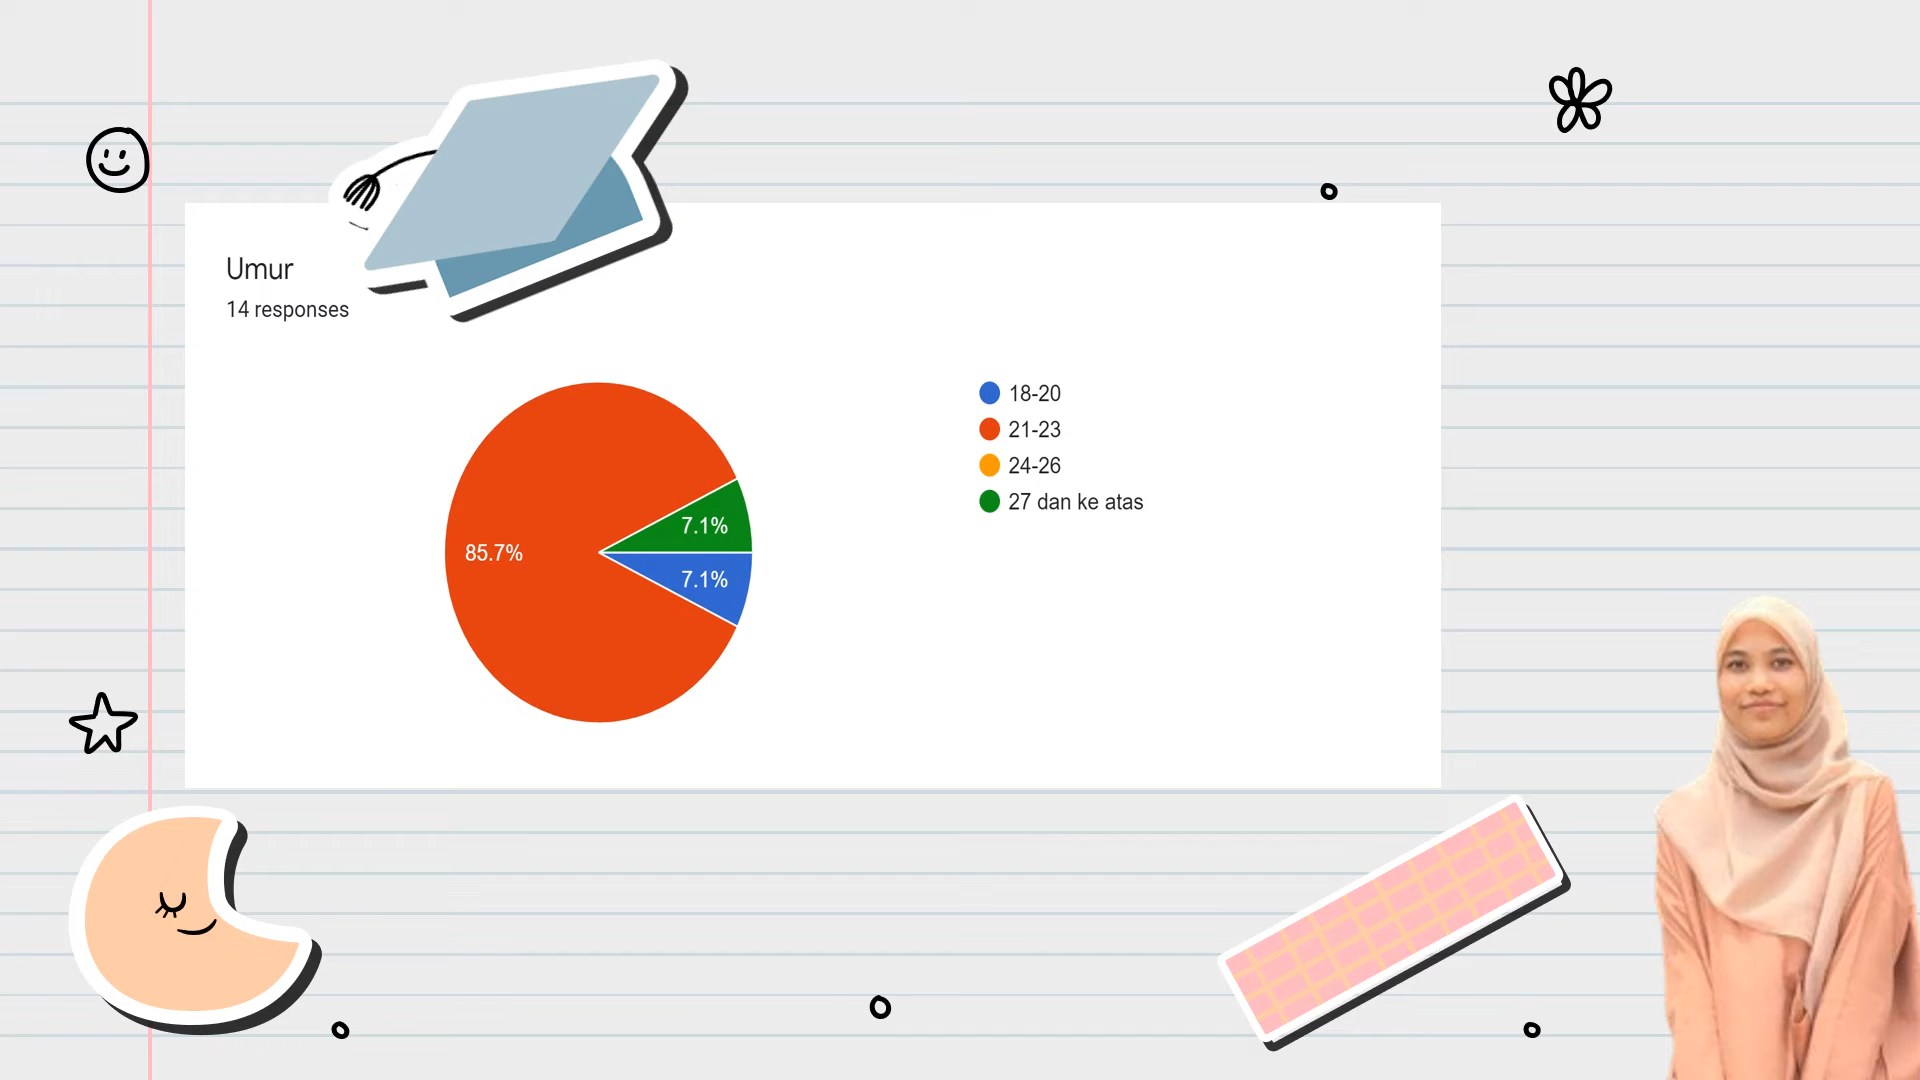 Umur
14 responses
18-20
21-23
24-26
27 dan ke atas
85.7%
7.1%
7.1%